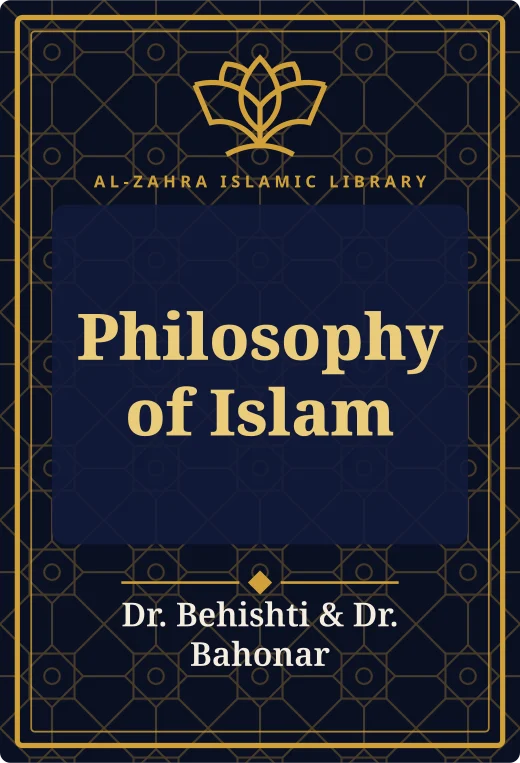 AL-ZAHRA ISLAMIC LIBRARY
Philosophy
of Islam
Dr. Behishti & Dr.
Bahonar